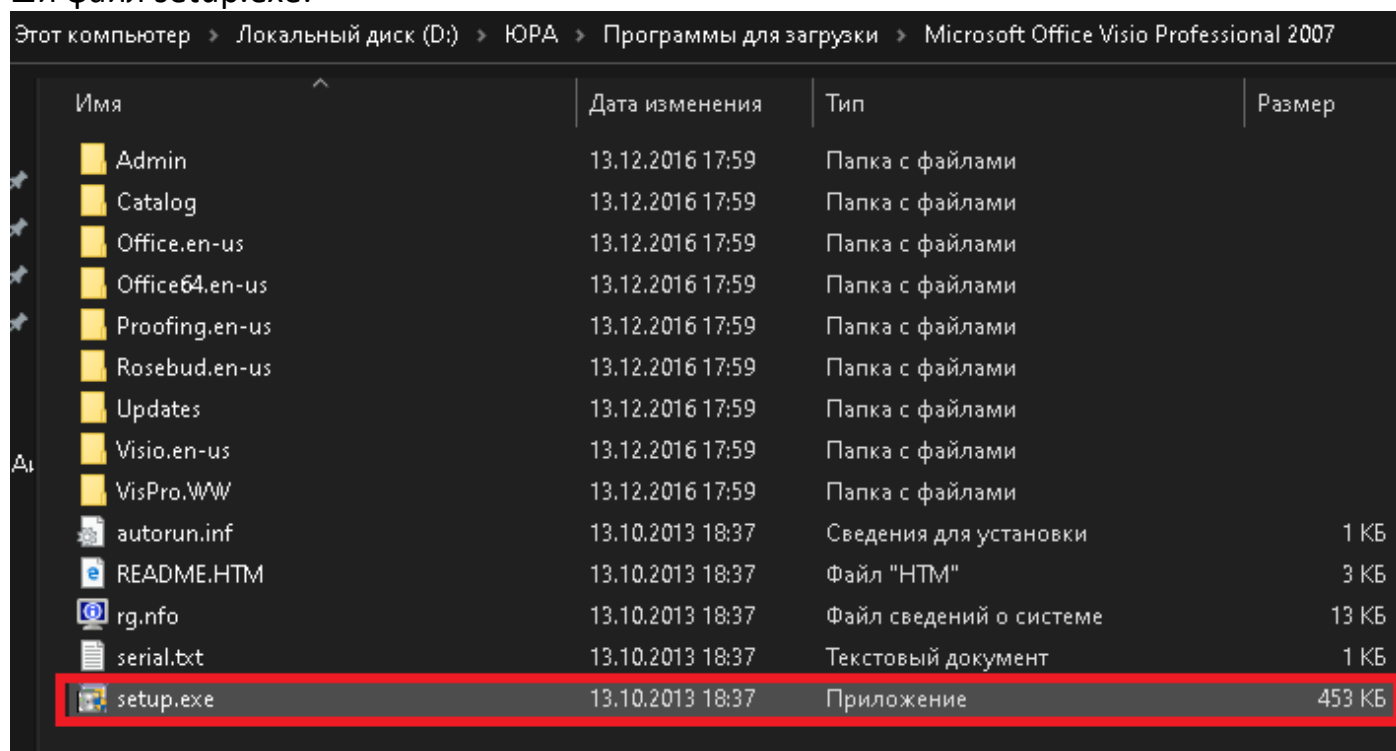 ши файл setup.exe.
Этот компьютер > Локальный диск (D:) > ЮРА > Программы для загрузки > Microsoft Office Visio Professional 2007
Имя Дата изменения Тип Размер
Admin 13.12.2016 17:59 Папка с файлами
Catalog 13.12.2016 17:59 Папка с файлами
Office.en-us 13.12.2016 17:59 Папка с файлами
Office64.en-us 13.12.2016 17:59 Папка с файлами
Proofing.en-us 13.12.2016 17:59 Папка с файлами
Rosebud.en-us 13.12.2016 17:59 Папка с файлами
Updates 13.12.2016 17:59 Папка с файлами
Visio.en-us 13.12.2016 17:59 Папка с файлами
VisPro.WW 13.12.2016 17:59 Папка с файлами
autorun.inf 13.10.2013 18:37 Сведения для установки 1 КБ
README.HTM 13.10.2013 18:37 Файл "HTM" 3 КБ
rg.nfo 13.10.2013 18:37 Файл сведений о системе 13 КБ
serial.txt 13.10.2013 18:37 Текстовый документ 1 КБ
setup.exe 13.10.2013 18:37 Приложение 453 КБ